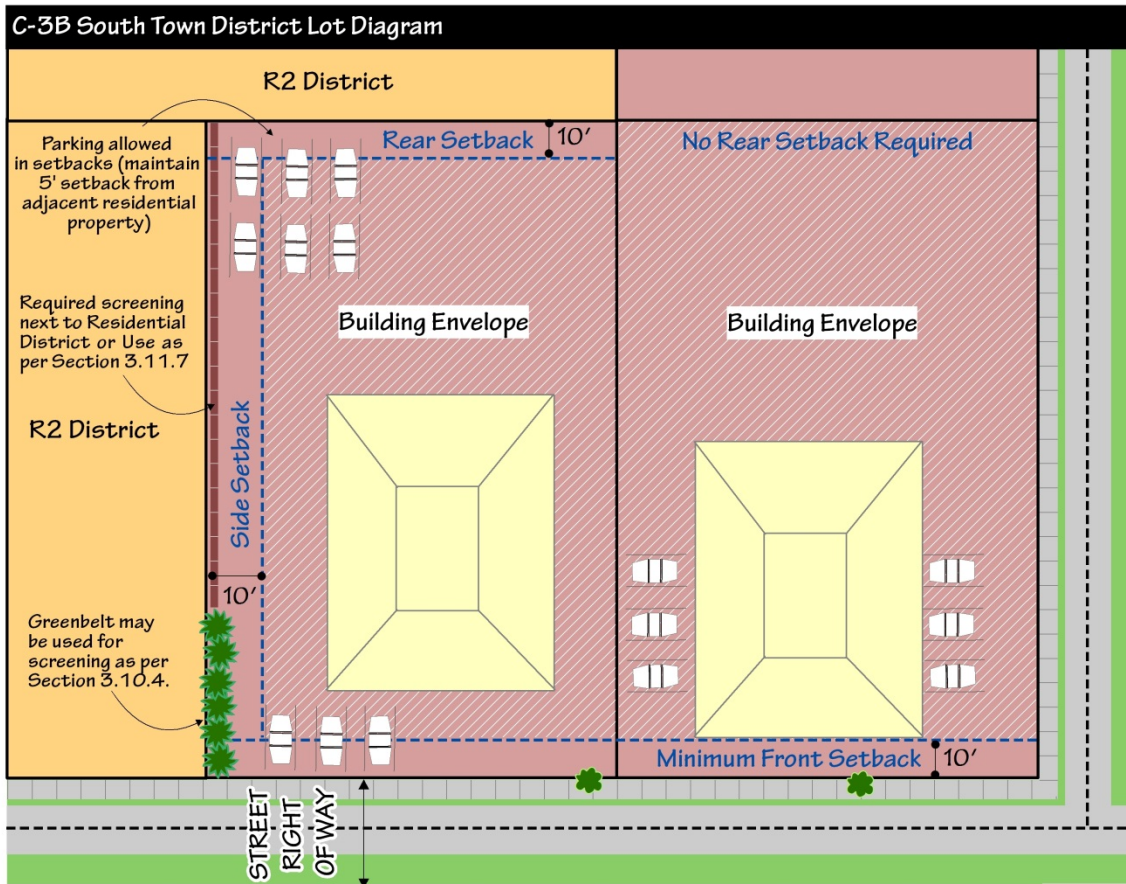 C-3B South Town District Lot Diagram
R2 District
Parking allowed
in setbacks (maintain
5' setback from
adjacent residential
property)
Rear Setback
10'
No Rear Setback Required
Required screening
next to Residential
District or Use as
per Section 3.11.7
Building Envelope
Building Envelope
R2 District
Side Setback
10'
Greenbelt may
be used for
screening as per
Section 3.10.4.
Minimum Front Setback
10'
STREET
RIGHT
OF WAY